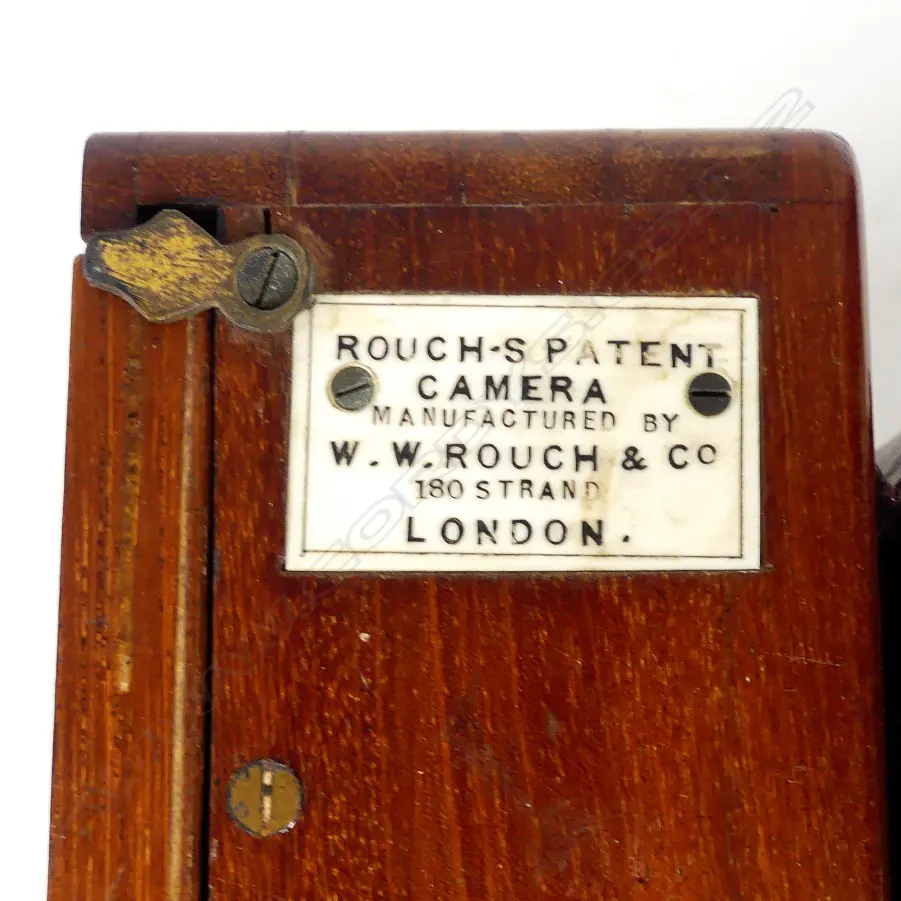 ROUCH-S PATENT
CAMERA
MANUFACTURED BY
W. W. ROUCH & CO
180 STRAND
LONDON.